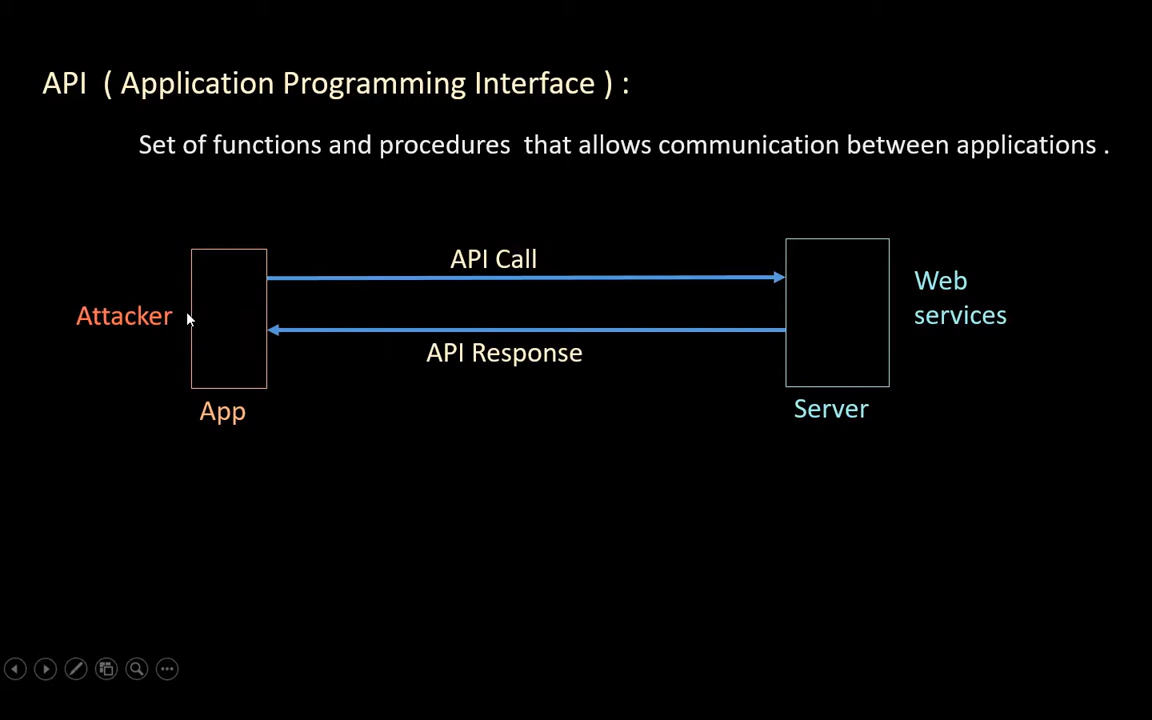 API ( Application Programming Interface ) :
Set of functions and procedures that allows communication between applications .
API Call
Web
services
Attacker
API Response
App
Server